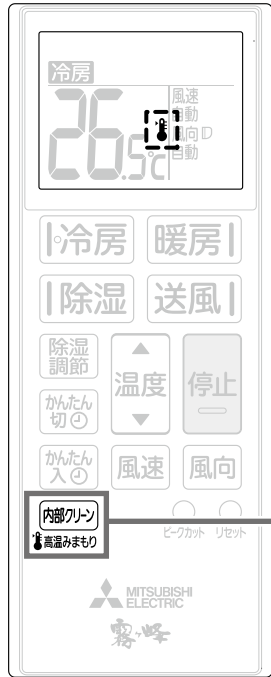 冷房
26.5℃
風速
自動
風向 D
自動
冷房 暖房
除湿 送風
除湿
調節
温度
停止
かんたん
切
かんたん
入
風速 風向
内部クリーン
高温みまもり
ピークカット リセット
MITSUBISHI
ELECTRIC
霧ヶ峰